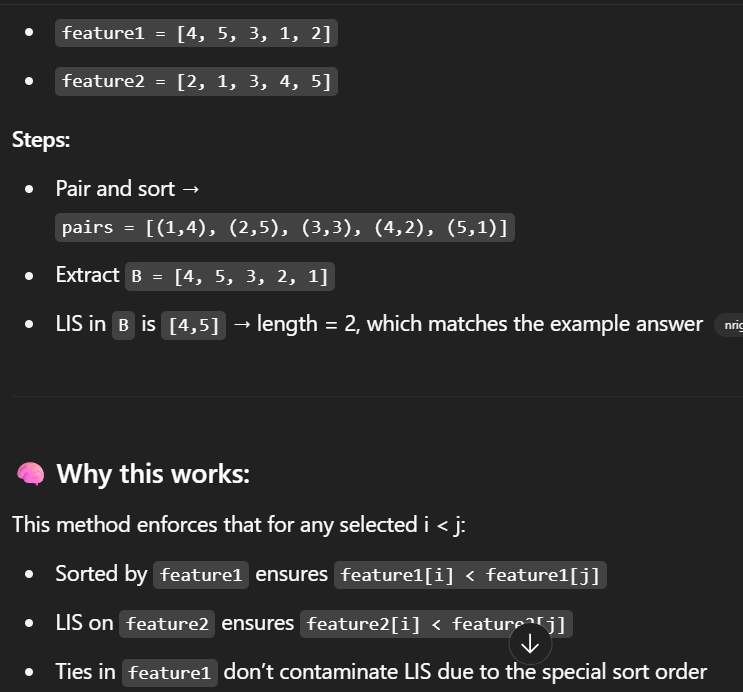 feature1 = [4, 5, 3, 1, 2]
feature2 = [2, 1, 3, 4, 5]
Steps:
Pair and sort →
pairs = [(1,4), (2,5), (3,3), (4,2), (5,1)]
Extract B = [4, 5, 3, 2, 1]
LIS in B is [4,5] → length = 2, which matches the example answer
Why this works:
This method enforces that for any selected i < j:
Sorted by feature1 ensures feature1[i] < feature1[j]
LIS on feature2 ensures feature2[i] < feature2[j]
Ties in feature1 don’t contaminate LIS due to the special sort order